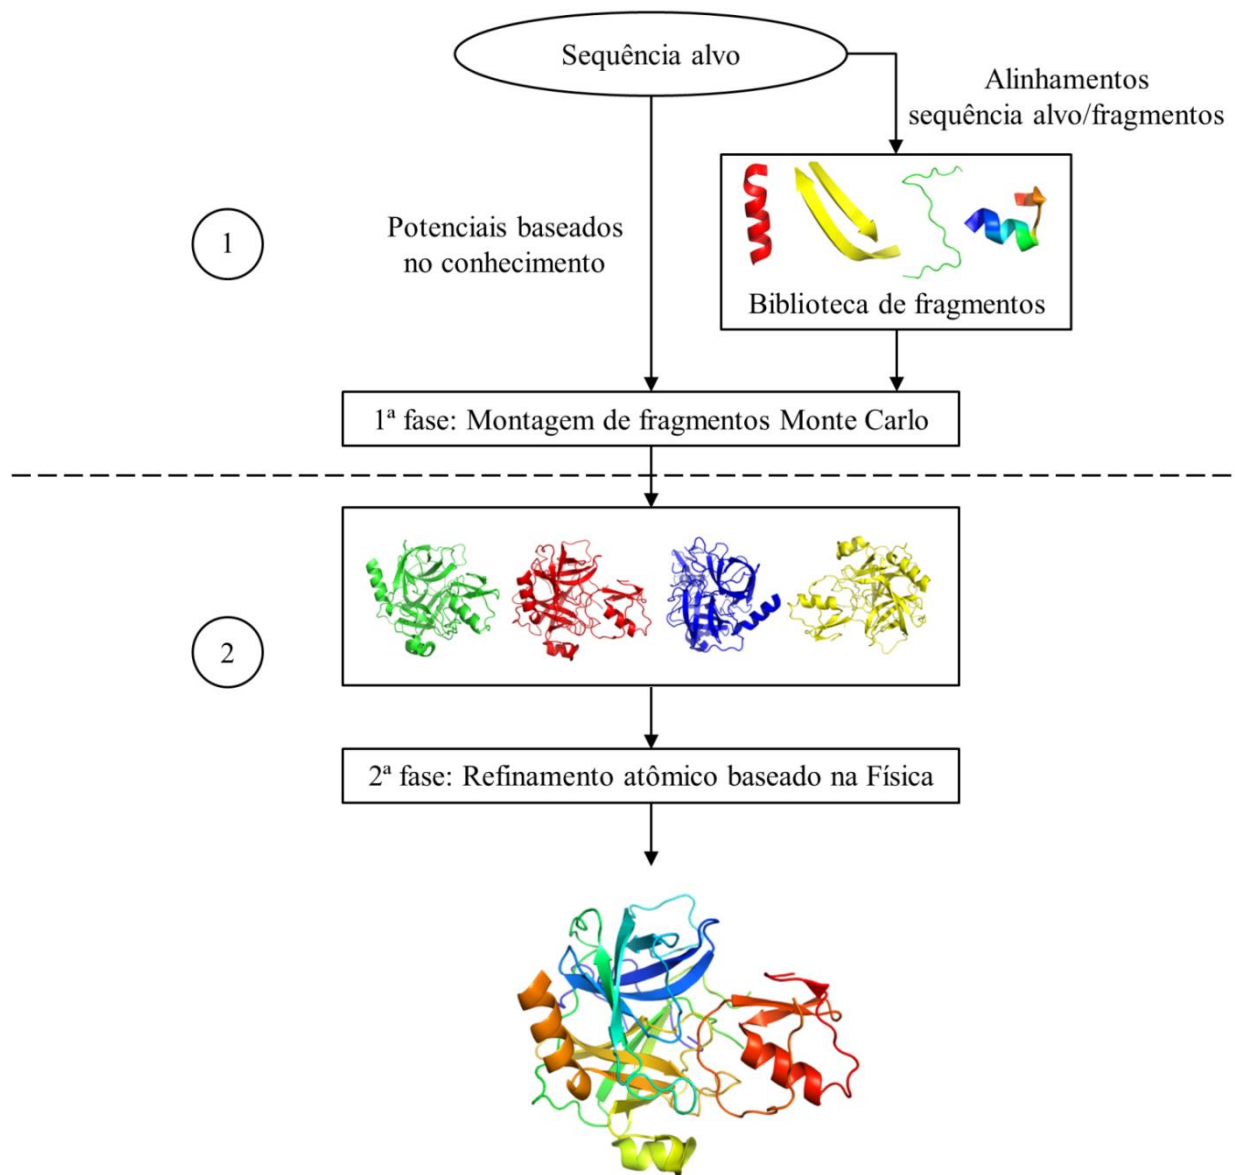 Sequência alvo
Alinhamentos
sequência alvo/fragmentos
1
Potenciais baseados
no conhecimento
Biblioteca de fragmentos
1ª fase: Montagem de fragmentos Monte Carlo
2
2ª fase: Refinamento atômico baseado na Física